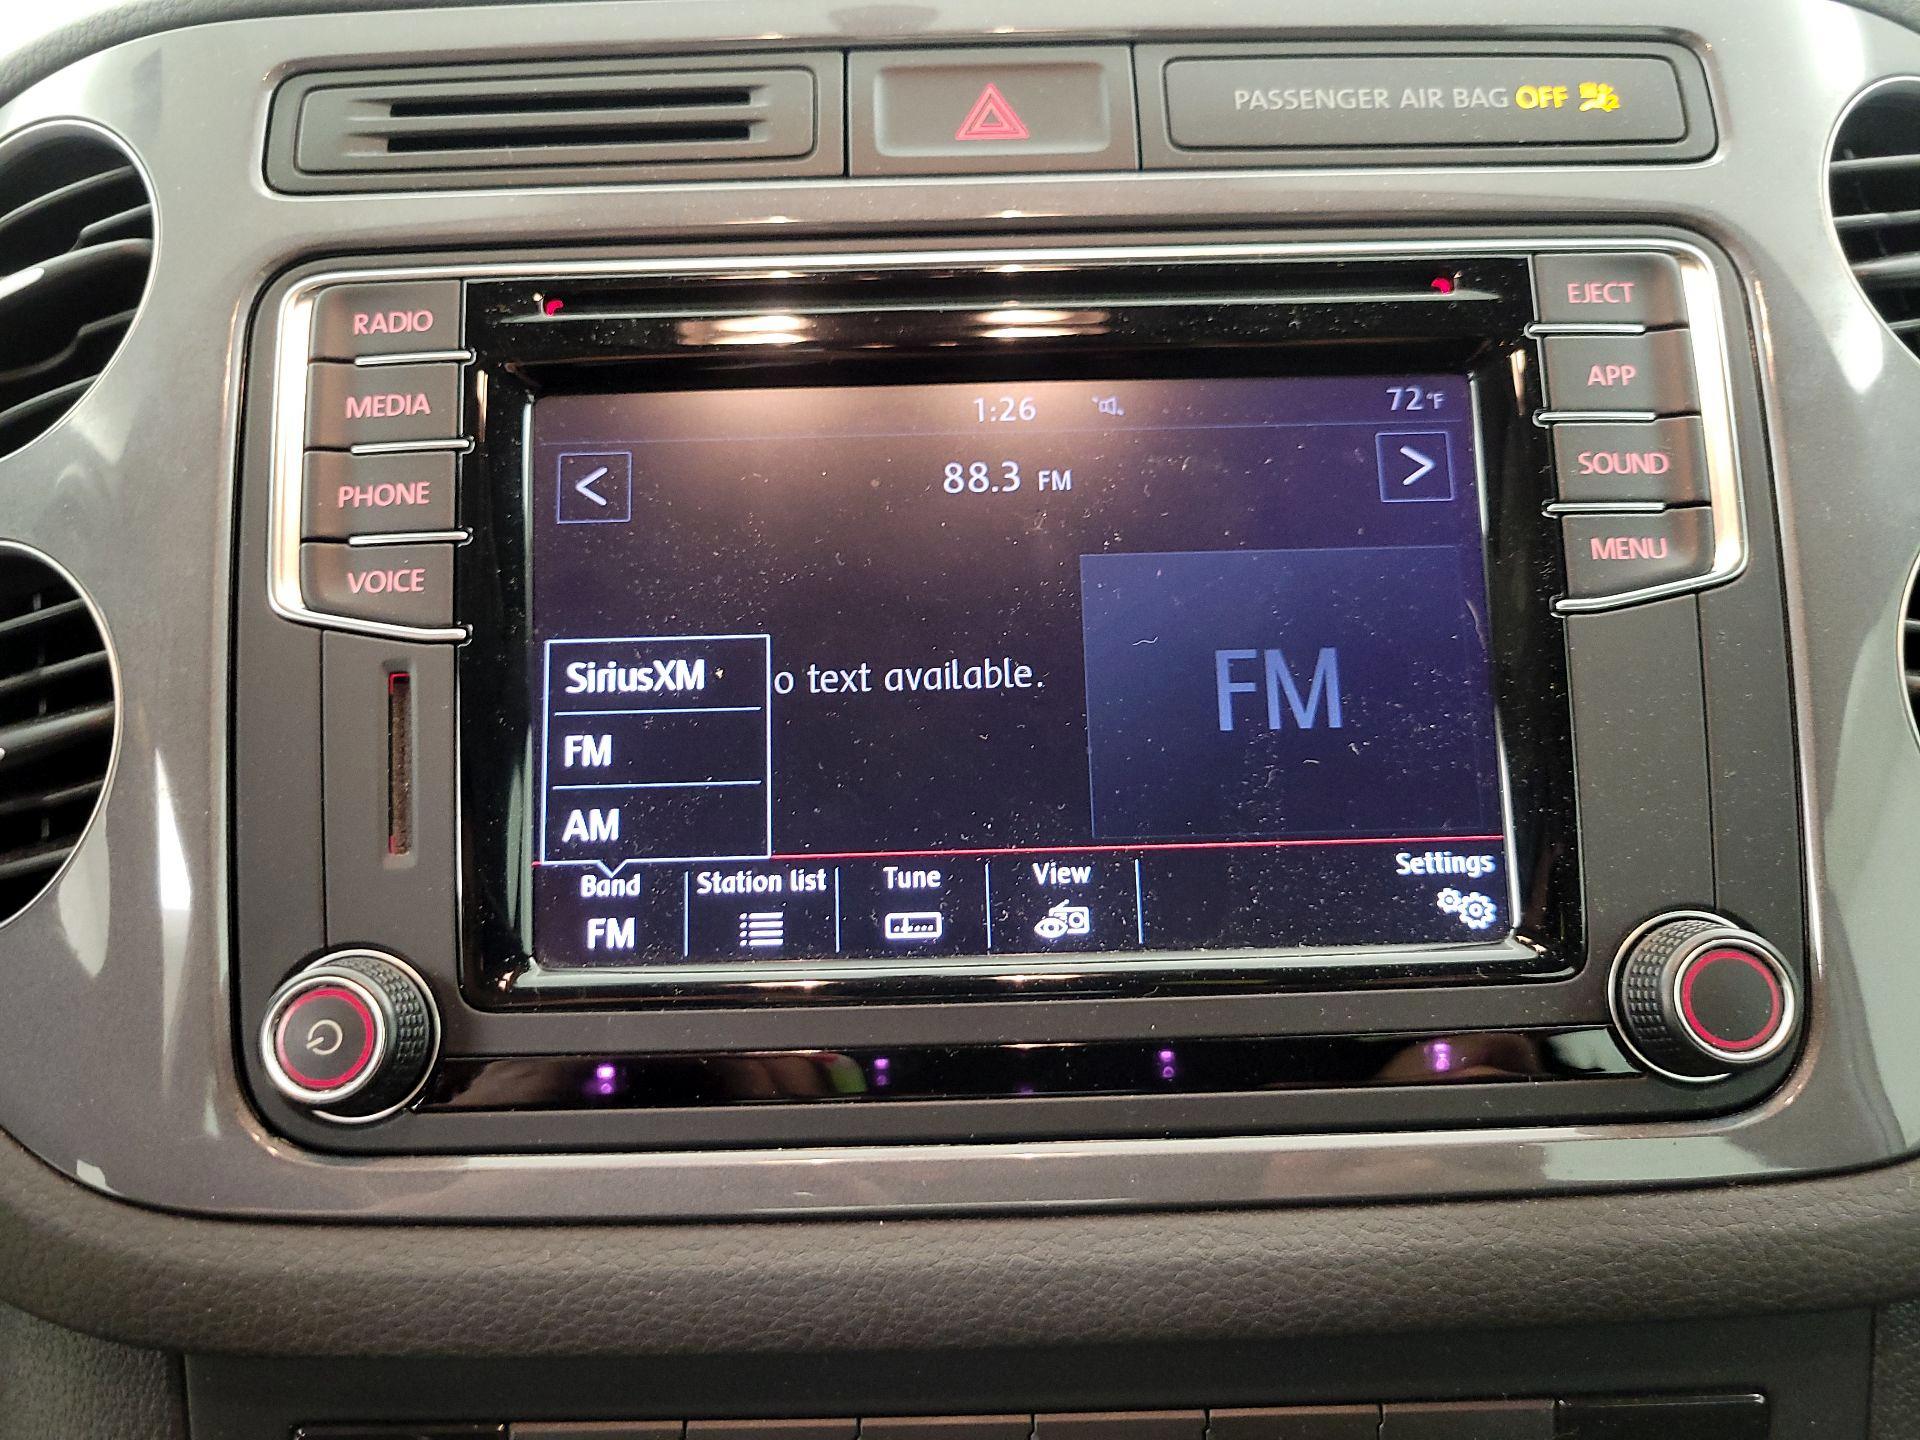 PASSENGER AIR BAG OFF
RADIO
MEDIA
PHONE
VOICE
EJECT
APP
SOUND
MENU
1:26
72°F
<
88.3 FM
>
SiriusXM
FM
AM
o text available.
FM
Band
FM
Station list
Tune
View
Settings